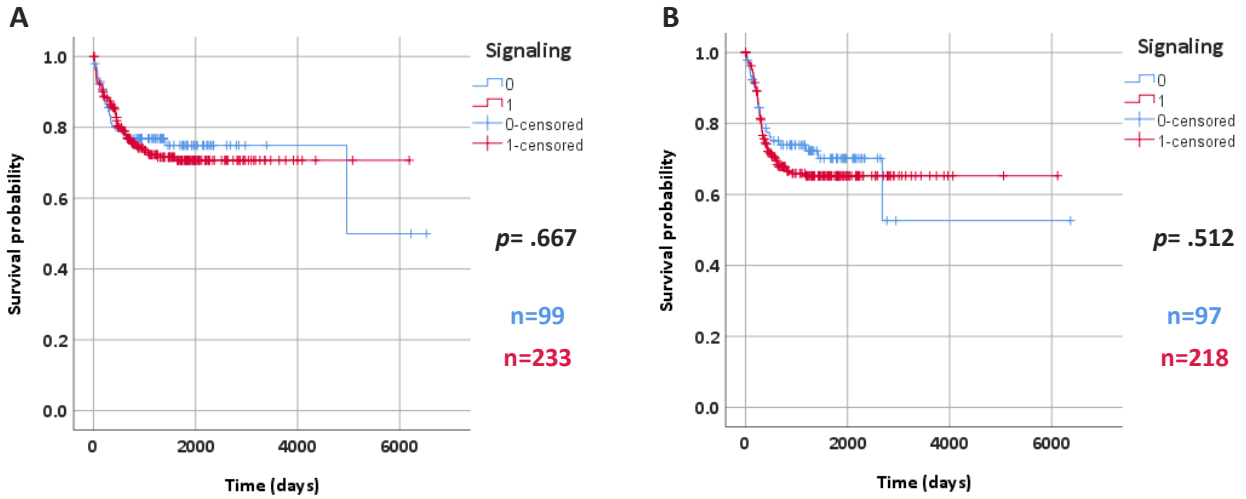 A
Survival probability
1.0
0.8
0.6
0.4
0.2
0.0
0 2000 4000 6000
Time (days)
Signaling
0
1
0-censored
1-censored
p= .667
n=99
n=233
B
Survival probability
1.0
0.8
0.6
0.4
0.2
0.0
0 2000 4000 6000
Time (days)
Signaling
0
1
0-censored
1-censored
p= .512
n=97
n=218